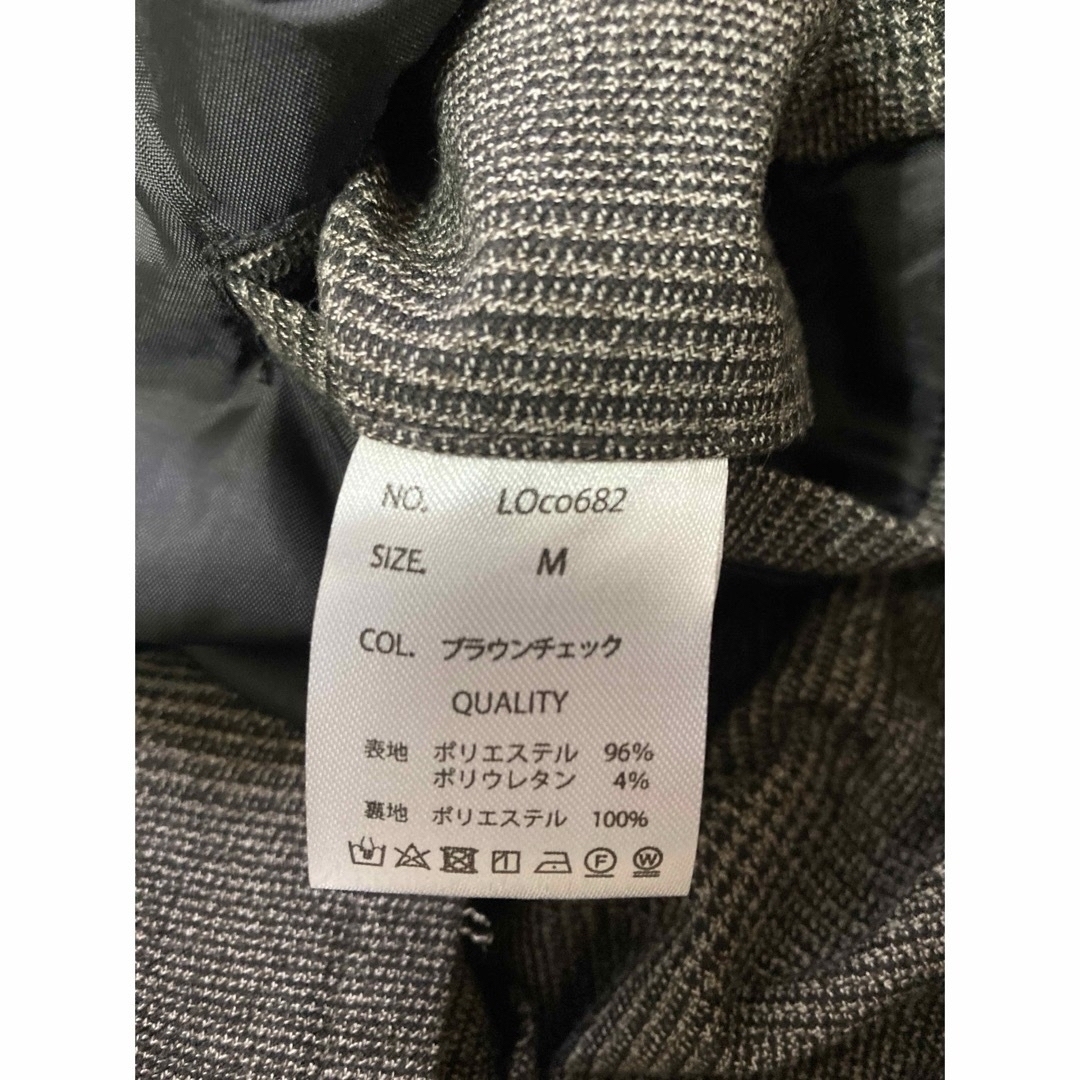 NO. LOco682
SIZE. M
COL. ブラウンチェック
QUALITY
表地 ポリエステル 96%
ポリウレタン 4%
裏地 ポリエステル 100%
F W